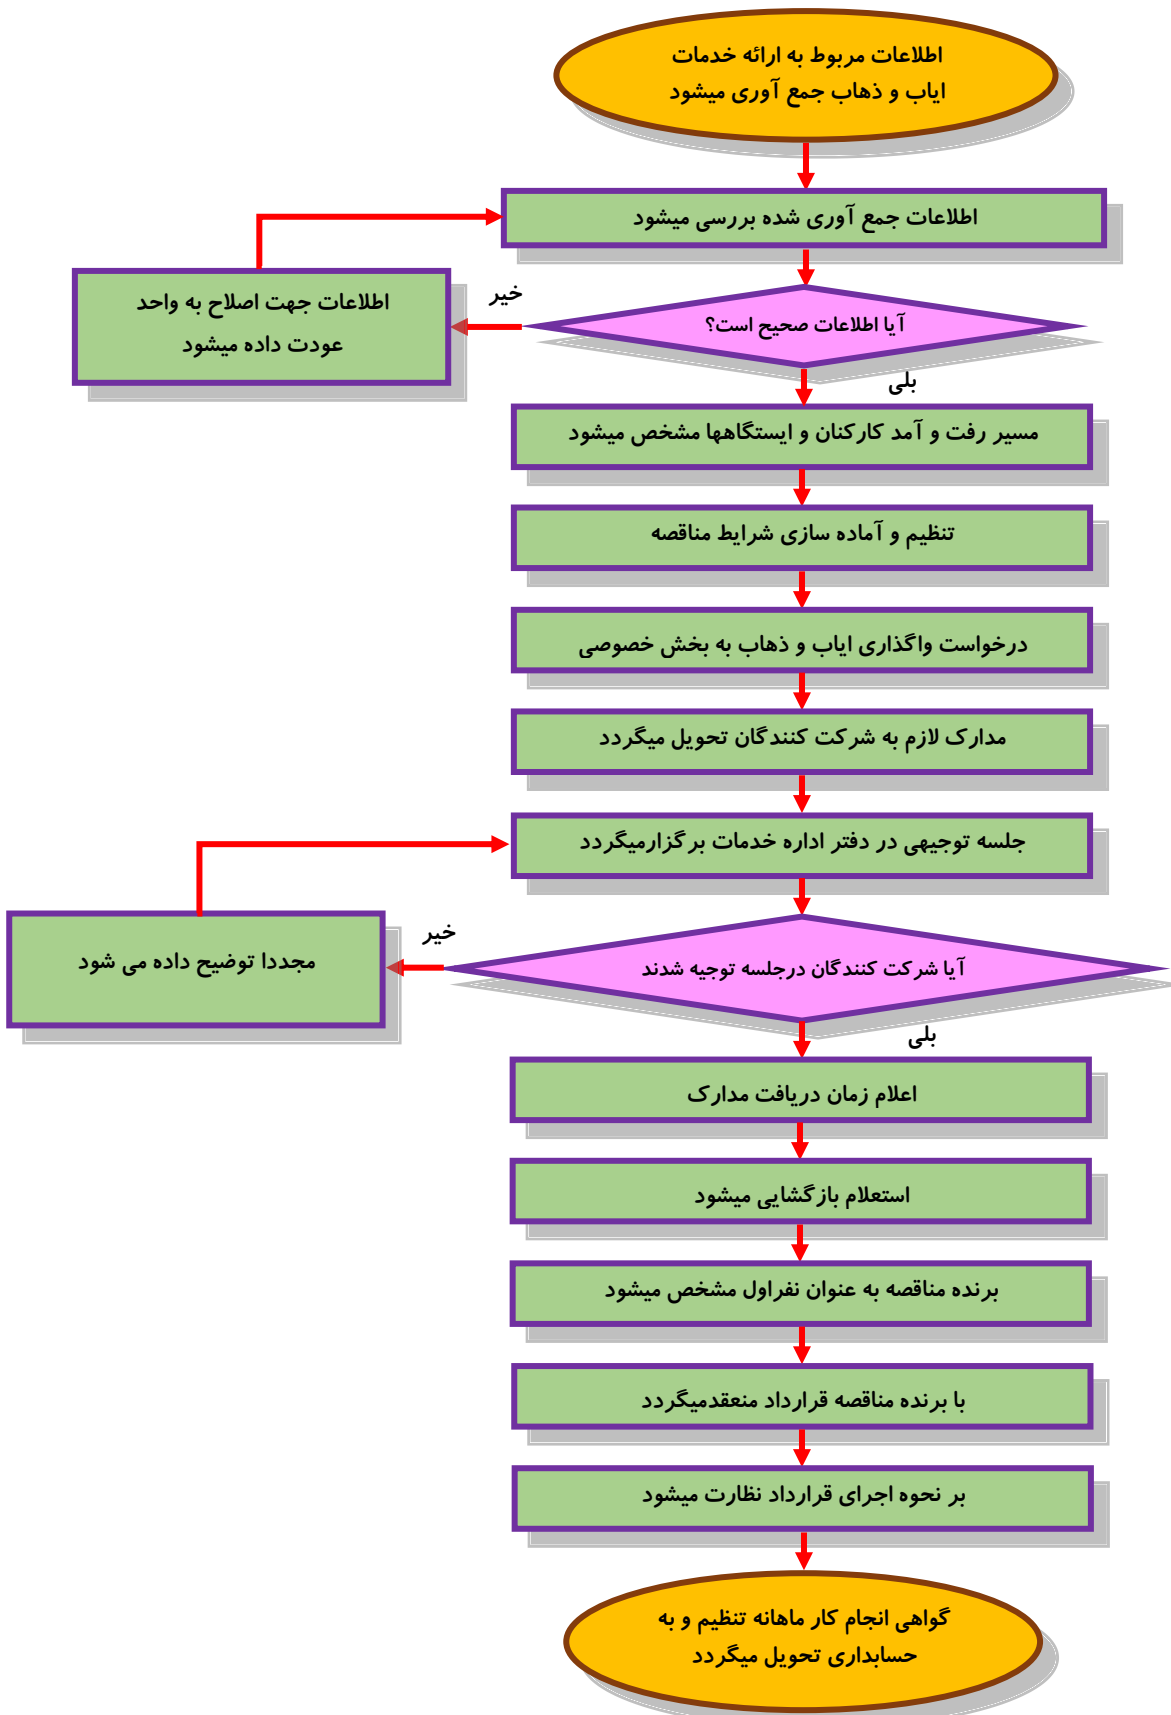 اطلاعات مربوط به ارائه خدمات
ایاب و ذهاب جمع آوری میشود
اطلاعات جمع آوری شده بررسی میشود
اطلاعات جهت اصلاح به واحد
عودت داده میشود
خیر
آیا اطلاعات صحیح است؟
بلی
مسیر رفت و آمد کارکنان و ایستگاهها مشخص میشود
تنظیم و آماده سازی شرایط مناقصه
درخواست واگذاری ایاب و ذهاب به بخش خصوصی
مدارک لازم به شرکت کنندگان تحویل میگردد
جلسه توجیهی در دفتر اداره خدمات برگزارمیگردد
خیر
مجددا توضیح داده می شود
آیا شرکت کنندگان درجلسه توجیه شدند
بلی
اعلام زمان دریافت مدارک
استعلام بازگشایی میشود
برنده مناقصه به عنوان نفراول مشخص میشود
با برنده مناقصه قرارداد منعقدمیگردد
بر نحوه اجرای قرارداد نظارت میشود
گواهی انجام کار ماهانه تنظیم و به
حسابداری تحویل میگردد